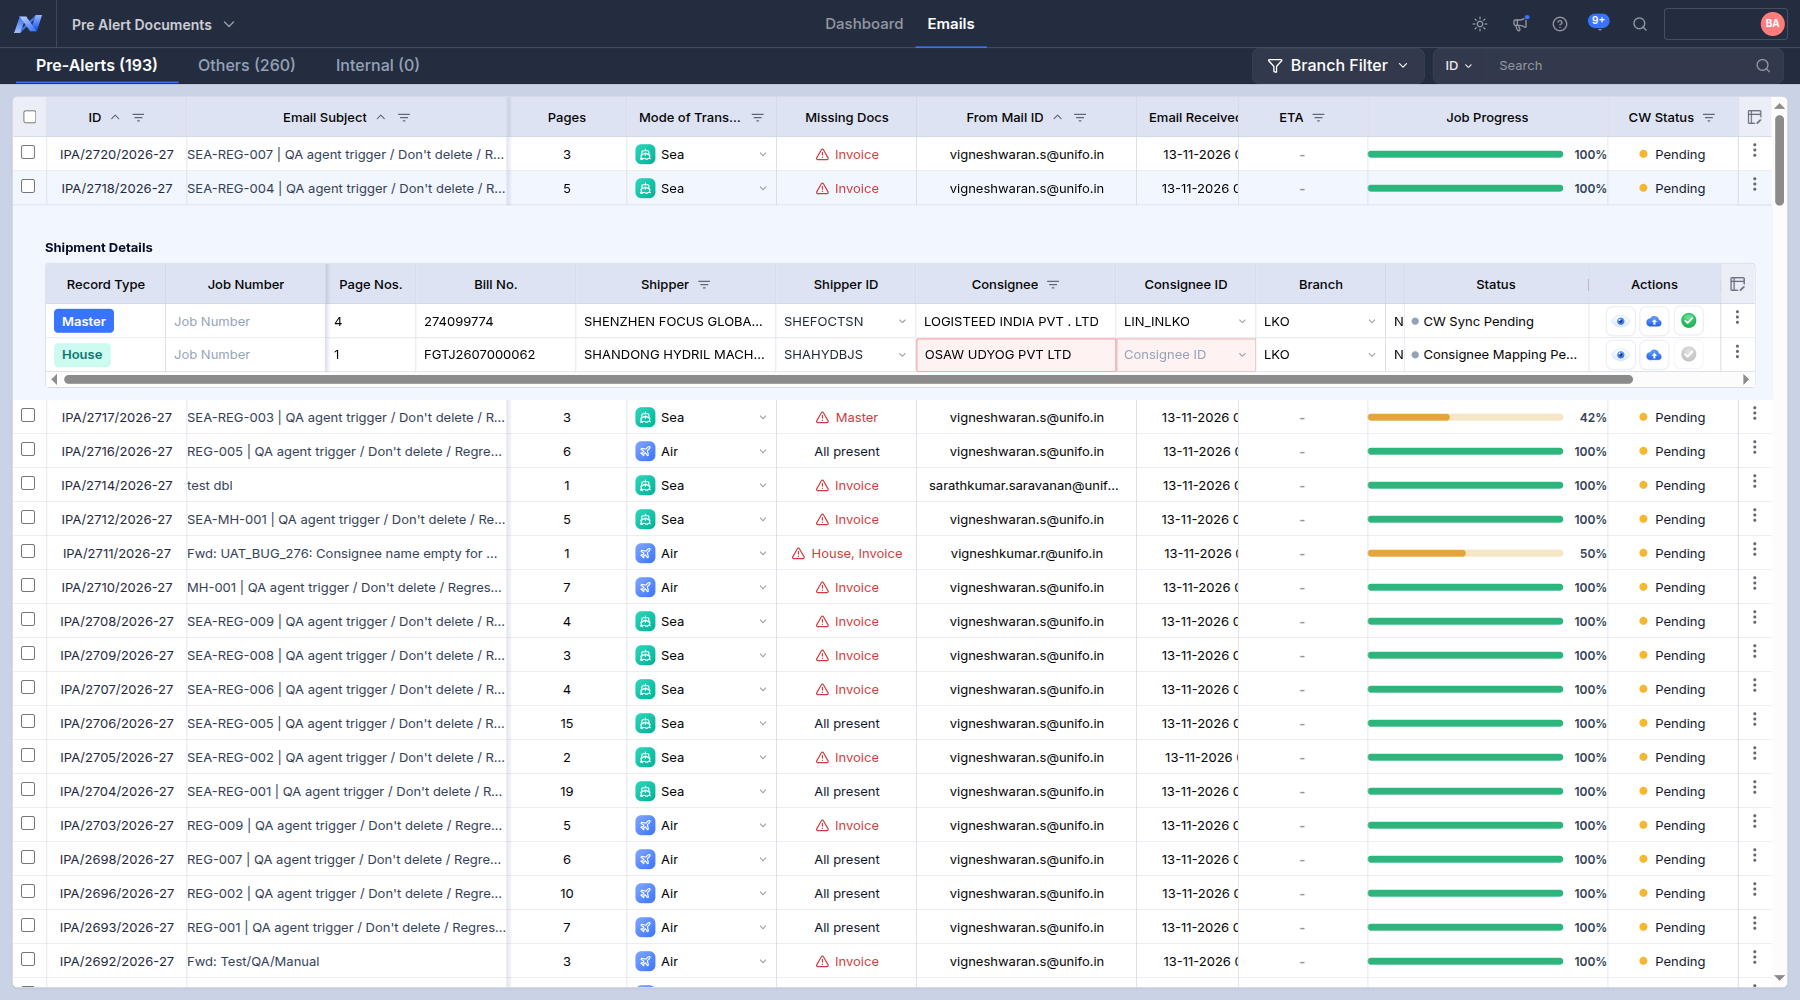 Pre Alert Documents Dashboard Emails 9+ BA
Pre-Alerts (193) Others (260) Internal (0) Branch Filter ID Search
ID Email Subject Pages Mode of Trans... Missing Docs From Mail ID Email Received ETA Job Progress CW Status
IPA/2720/2026-27 SEA-REG-007 | QA agent trigger / Don't delete / R... 3 Sea Invoice vigneshwaran.s@unifo.in 13-11-2026 - 100% Pending
IPA/2718/2026-27 SEA-REG-004 | QA agent trigger / Don't delete / R... 5 Sea Invoice vigneshwaran.s@unifo.in 13-11-2026 - 100% Pending
Shipment Details
Record Type Job Number Page Nos. Bill No. Shipper Shipper ID Consignee Consignee ID Branch Status Actions
Master Job Number 4 274099774 SHENZHEN FOCUS GLOBA... SHEFOCTSN LOGISTEED INDIA PVT . LTD LIN_INLKO LKO N CW Sync Pending
House Job Number 1 FGTJ2607000062 SHANDONG HYDRIL MACH... SHAHYDBJS OSAW UDYOG PVT LTD Consignee ID LKO N Consignee Mapping Pe...
IPA/2717/2026-27 SEA-REG-003 | QA agent trigger / Don't delete / R... 3 Sea Master vigneshwaran.s@unifo.in 13-11-2026 - 42% Pending
IPA/2716/2026-27 REG-005 | QA agent trigger / Don't delete / Regre... 6 Air All present vigneshwaran.s@unifo.in 13-11-2026 - 100% Pending
IPA/2714/2026-27 test dbl 1 Sea Invoice sarathkumar.saravanan@unif... 13-11-2026 - 100% Pending
IPA/2712/2026-27 SEA-MH-001 | QA agent trigger / Don't delete / Re... 5 Sea Invoice vigneshwaran.s@unifo.in 13-11-2026 - 100% Pending
IPA/2711/2026-27 Fwd: UAT_BUG_276: Consignee name empty for ... 1 Air House, Invoice vigneshkumar.r@unifo.in 13-11-2026 - 50% Pending
IPA/2710/2026-27 MH-001 | QA agent trigger / Don't delete / Regres... 7 Air Invoice vigneshwaran.s@unifo.in 13-11-2026 - 100% Pending
IPA/2708/2026-27 SEA-REG-009 | QA agent trigger / Don't delete / R... 4 Sea Invoice vigneshwaran.s@unifo.in 13-11-2026 - 100% Pending
IPA/2709/2026-27 SEA-REG-008 | QA agent trigger / Don't delete / R... 3 Sea Invoice vigneshwaran.s@unifo.in 13-11-2026 - 100% Pending
IPA/2707/2026-27 SEA-REG-006 | QA agent trigger / Don't delete / R... 4 Sea Invoice vigneshwaran.s@unifo.in 13-11-2026 - 100% Pending
IPA/2706/2026-27 SEA-REG-005 | QA agent trigger / Don't delete / R... 15 Sea All present vigneshwaran.s@unifo.in 13-11-2026 - 100% Pending
IPA/2705/2026-27 SEA-REG-002 | QA agent trigger / Don't delete / R... 2 Sea Invoice vigneshwaran.s@unifo.in 13-11-2026 - 100% Pending
IPA/2704/2026-27 SEA-REG-001 | QA agent trigger / Don't delete / R... 19 Sea All present vigneshwaran.s@unifo.in 13-11-2026 - 100% Pending
IPA/2703/2026-27 REG-009 | QA agent trigger / Don't delete / Regre... 5 Air Invoice vigneshwaran.s@unifo.in 13-11-2026 - 100% Pending
IPA/2698/2026-27 REG-007 | QA agent trigger / Don't delete / Regre... 6 Air All present vigneshwaran.s@unifo.in 13-11-2026 - 100% Pending
IPA/2696/2026-27 REG-002 | QA agent trigger / Don't delete / Regre... 10 Air All present vigneshwaran.s@unifo.in 13-11-2026 - 100% Pending
IPA/2693/2026-27 REG-001 | QA agent trigger / Don't delete / Regres... 7 Air All present vigneshwaran.s@unifo.in 13-11-2026 - 100% Pending
IPA/2692/2026-27 Fwd: Test/QA/Manual 3 Air Invoice vigneshwaran.s@unifo.in 13-11-2026 - 100% Pending